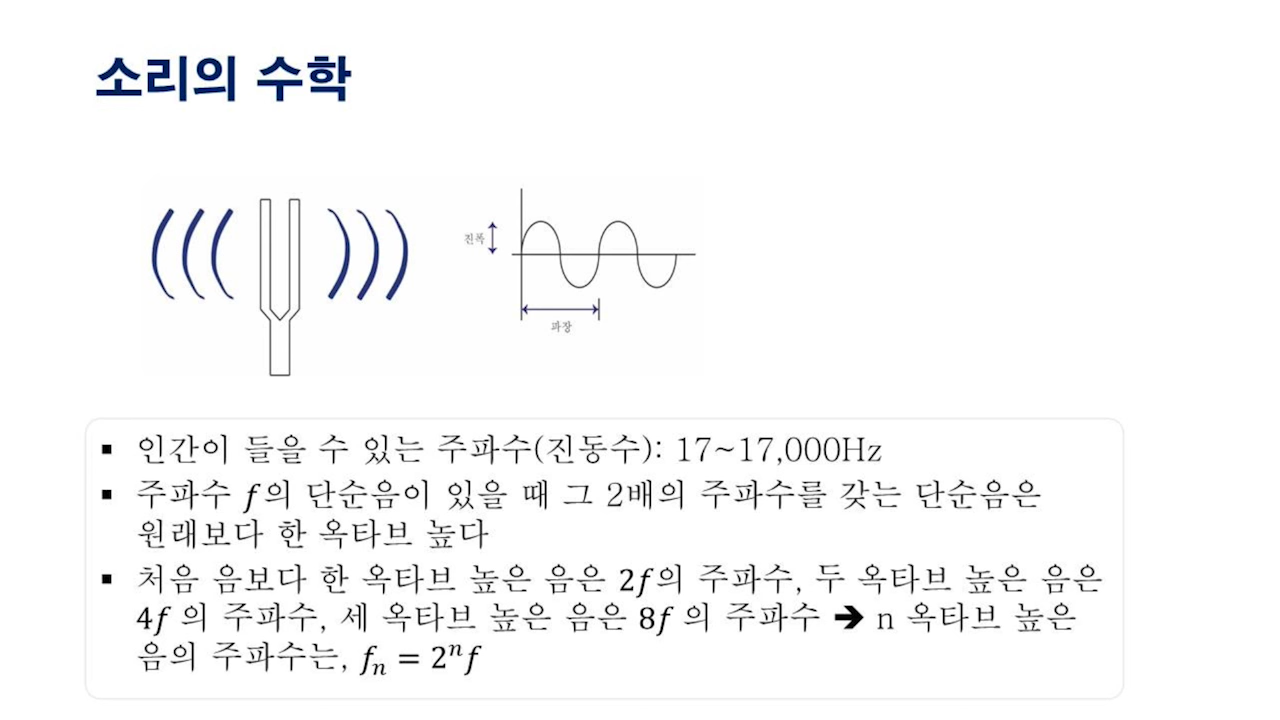 소리의 수학
진폭
파장
▪ 인간이 들을 수 있는 주파수(진동수): 17~17,000Hz
▪ 주파수 f의 단순음이 있을 때 그 2배의 주파수를 갖는 단순음은
원래보다 한 옥타브 높다
▪ 처음 음보다 한 옥타브 높은 음은 2f의 주파수, 두 옥타브 높은 음은
4f 의 주파수, 세 옥타브 높은 음은 8f 의 주파수 ➔ n 옥타브 높은
음의 주파수는, fₙ = 2ⁿf